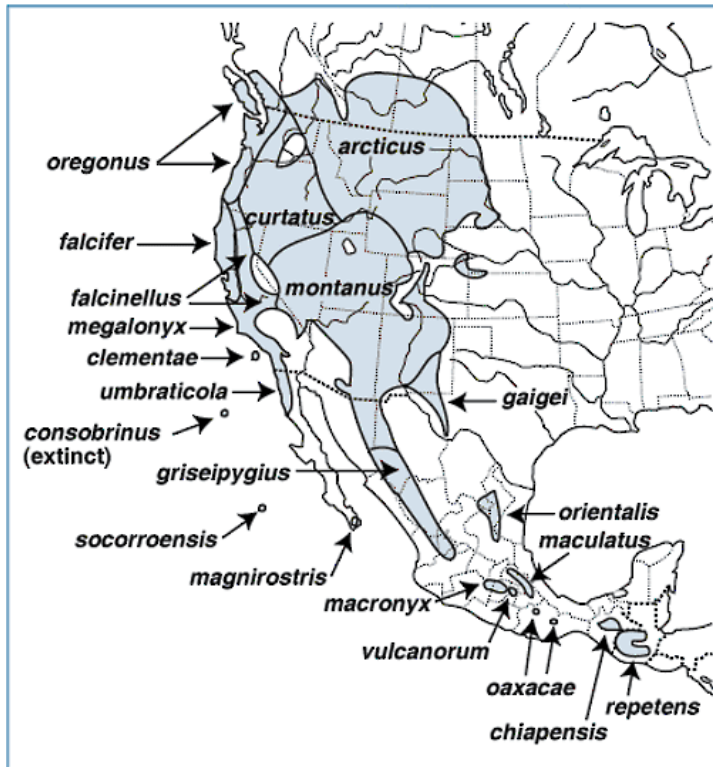 arcticus
oregonus
curtatus
falcifer
montanus
falcinellus
megalonyx
clementae
umbraticola
gaigei
consobrinus
(extinct)
griseipygius
orientalis
socorroensis
maculatus
magnirostris
macronyx
vulcanorum
oaxacae
repetens
chiapensis